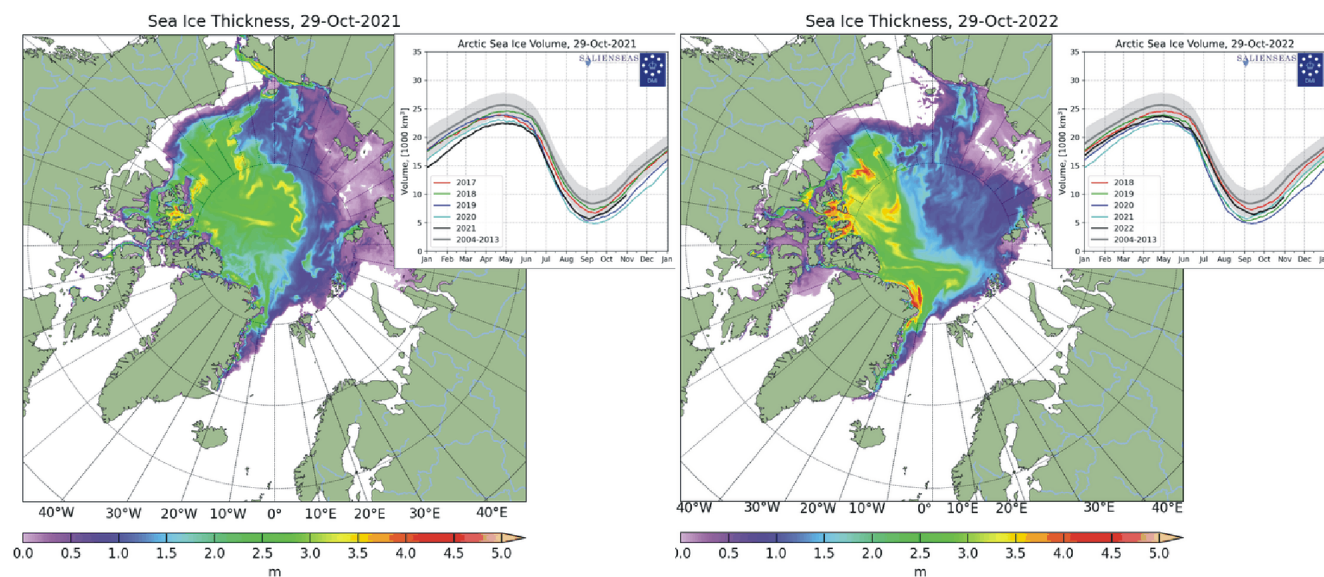 Sea Ice Thickness, 29-Oct-2021
Arctic Sea Ice Volume, 29-Oct-2021
35
SALIENSEAS
DMI
30
25
20
15
10
5
0
Volume, [1000 km³]
2017
2018
2019
2020
2021
2004-2013
Jan Feb Mar Apr May Jun Jul Aug Sep Oct Nov Dec Jan
40°W 30°W 20°W 10°W 0° 10°E 20°E 30°E 40°E
0.0 0.5 1.0 1.5 2.0 2.5 3.0 3.5 4.0 4.5 5.0
m
Sea Ice Thickness, 29-Oct-2022
Arctic Sea Ice Volume, 29-Oct-2022
35
SALIENSEAS
DMI
30
25
20
15
10
5
0
Volume, [1000 km³]
2018
2019
2020
2021
2022
2004-2013
Jan Feb Mar Apr May Jun Jul Aug Sep Oct Nov Dec Ja
40°W 30°W 20°W 10°W 0° 10°E 20°E 30°E 40°E
0.0 0.5 1.0 1.5 2.0 2.5 3.0 3.5 4.0 4.5 5.0
m